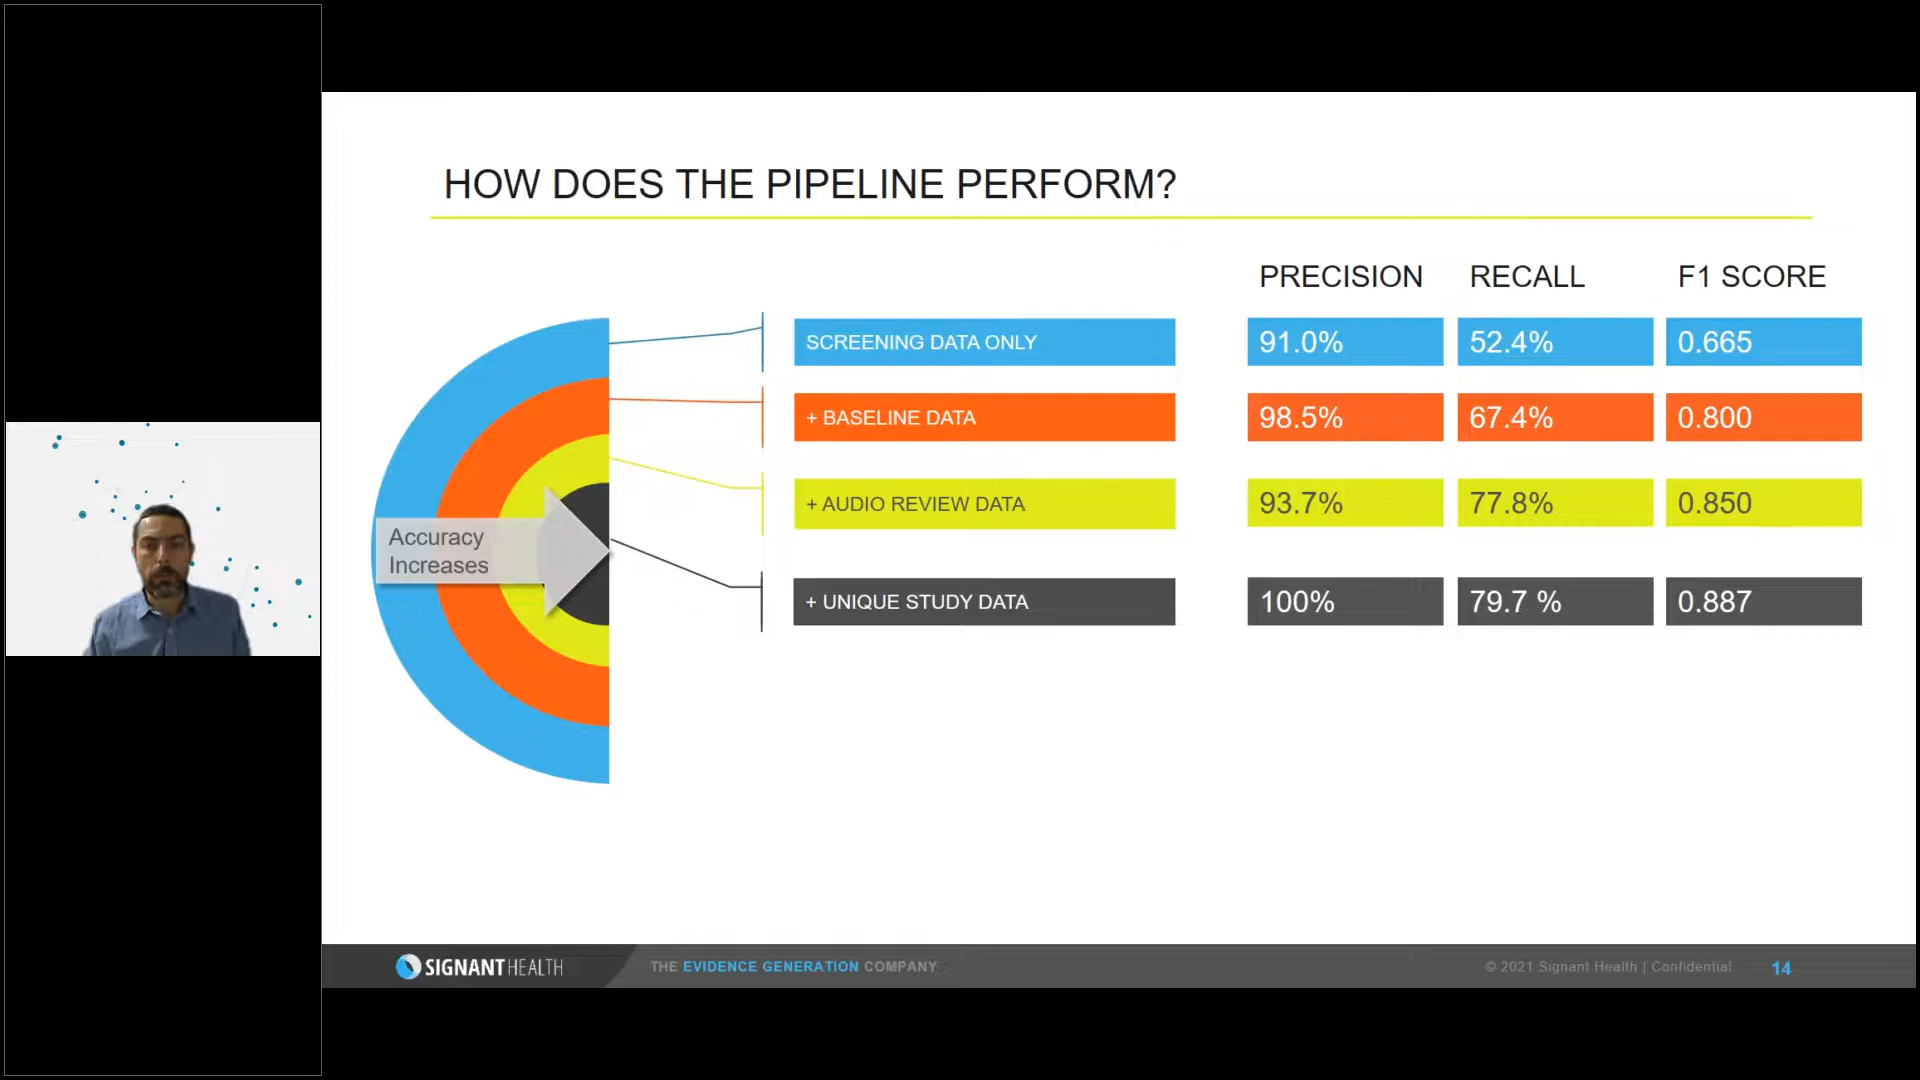 HOW DOES THE PIPELINE PERFORM?
PRECISION RECALL F1 SCORE
SCREENING DATA ONLY 91.0% 52.4% 0.665
+ BASELINE DATA 98.5% 67.4% 0.800
+ AUDIO REVIEW DATA 93.7% 77.8% 0.850
+ UNIQUE STUDY DATA 100% 79.7 % 0.887
Accuracy
Increases
SIGNANT HEALTH THE EVIDENCE GENERATION COMPANY © 2021 Signant Health | Confidential 14